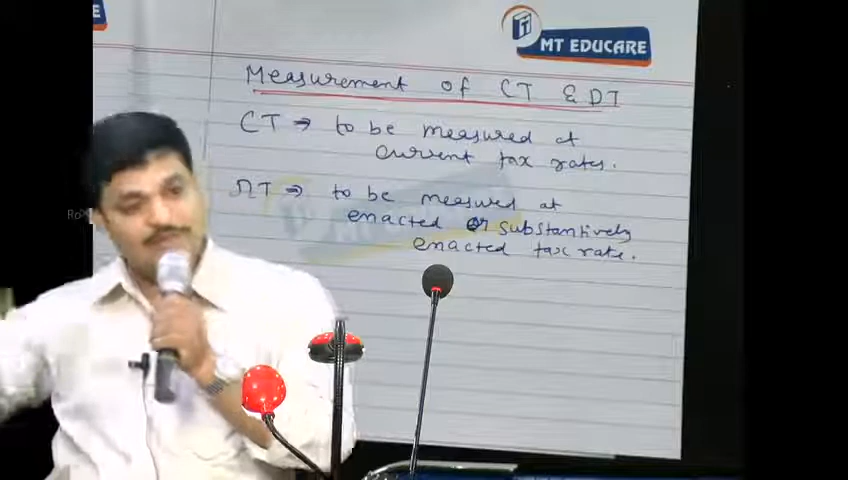 MT EDUCARE
Measurement of CT & DT
CT → to be measured at
current tax rates.
DT → to be measured at
enacted or substantively
enacted tax rate.